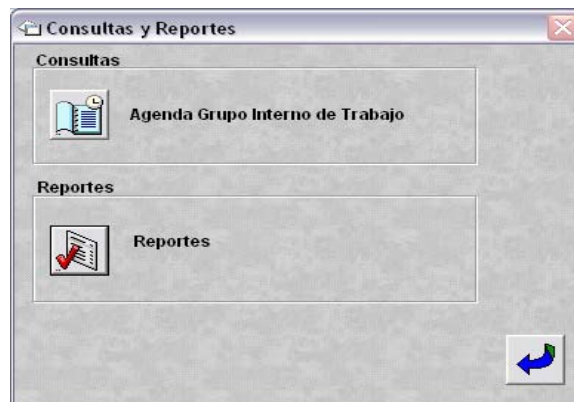 Consultas y Reportes
Consultas
Agenda Grupo Interno de Trabajo
Reportes
Reportes